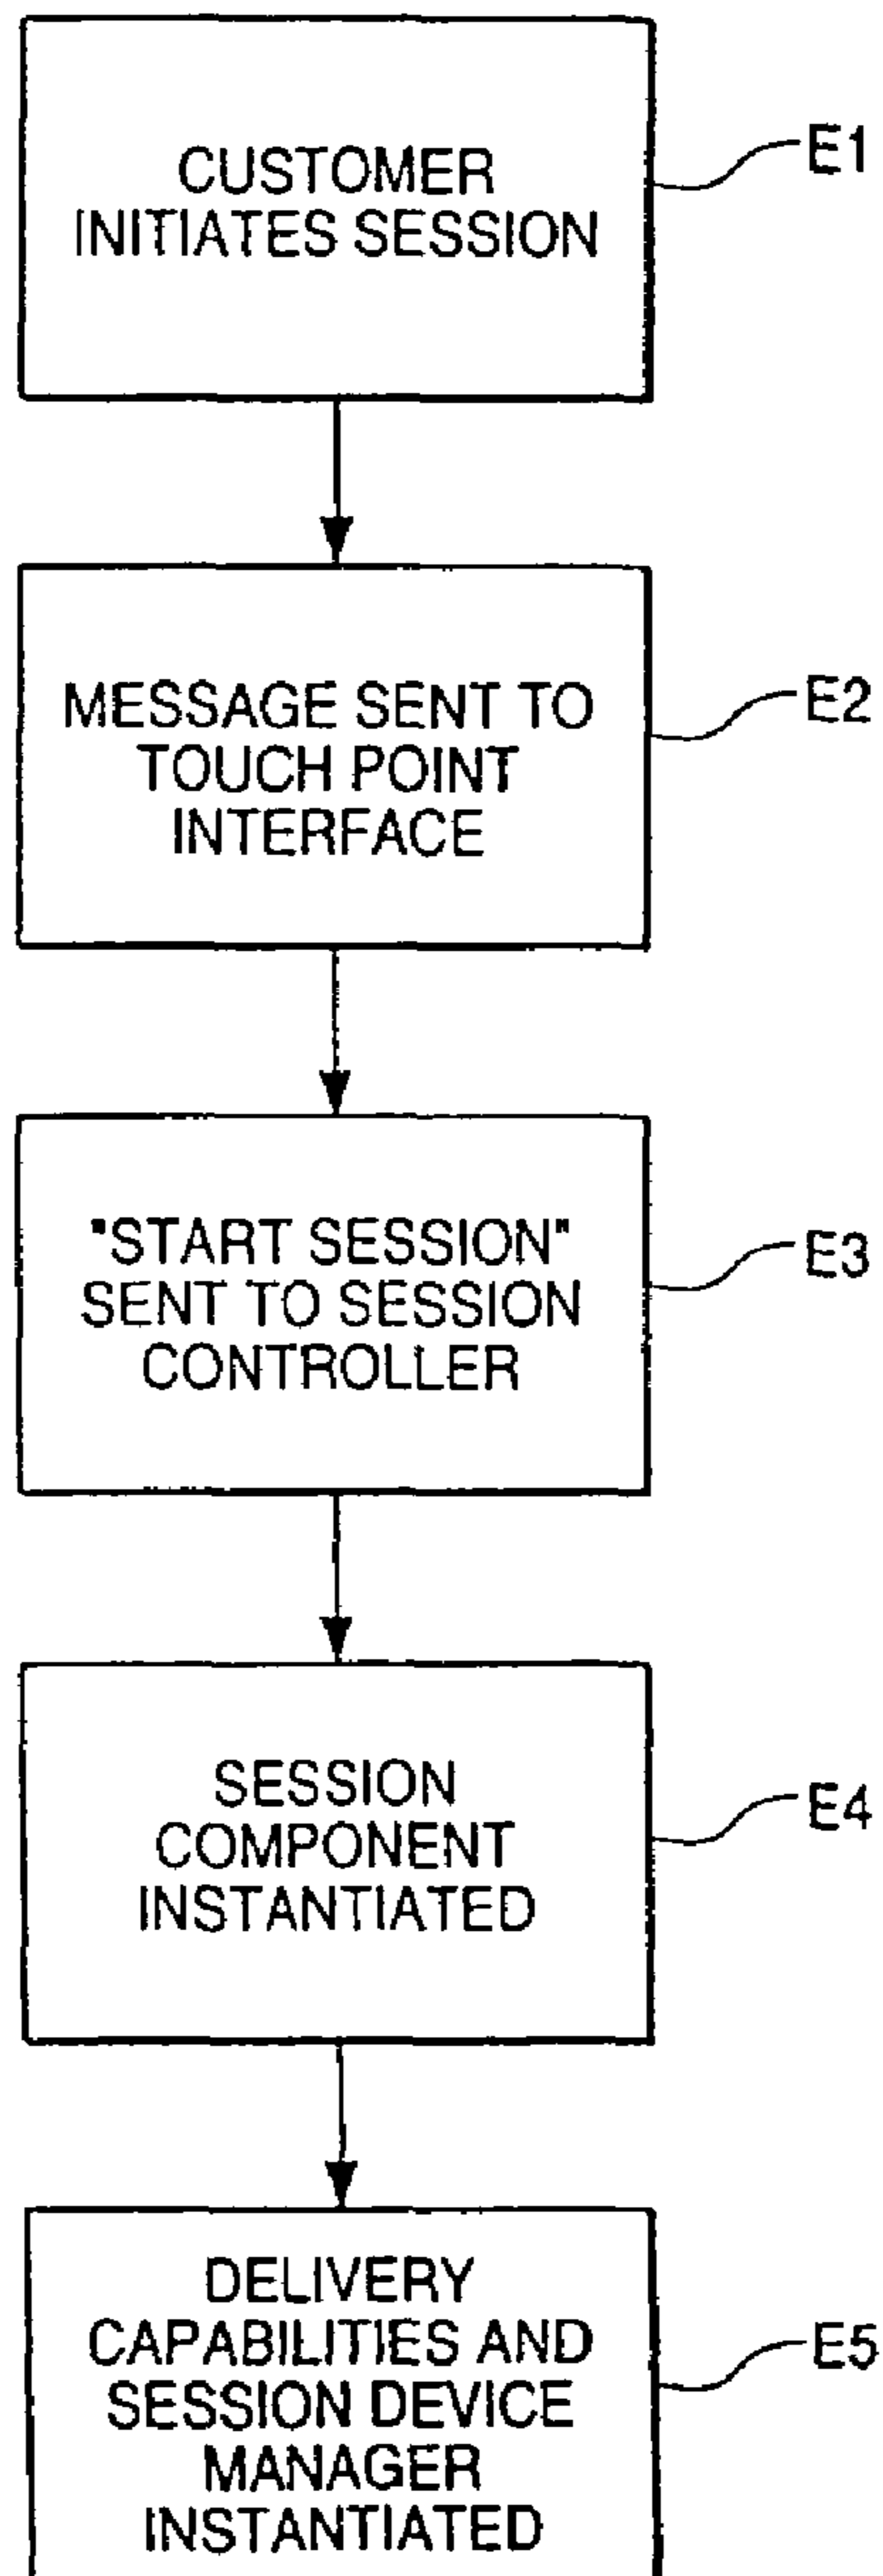 CUSTOMER
INITIATES SESSION
E1
MESSAGE SENT TO
TOUCH POINT
INTERFACE
E2
"START SESSION"
SENT TO SESSION
CONTROLLER
E3
SESSION
COMPONENT
INSTANTIATED
E4
DELIVERY
CAPABILITIES AND
SESSION DEVICE
MANAGER
INSTANTIATED
E5